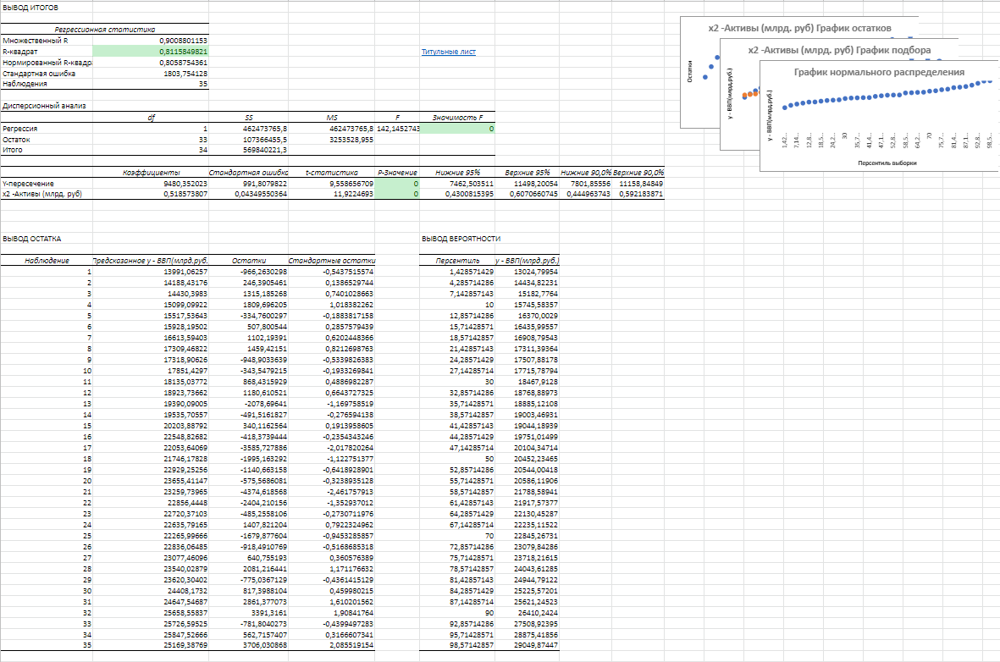 ВЫВОД ИТОГОВ
Регрессионная статистика
Множественный R 0,9008801153
R-квадрат 0,8115849821
Нормированный R-квадра 0,8058754361
Стандартная ошибка 1803,754128
Наблюдения 35
Титульные лист
x2 -Активы (млрд. руб) График остатков
Остатки
x2 -Активы (млрд. руб) График подбора
y - ВВП(млрд.руб.)
График нормального распределения
y - ВВП(млрд.руб.)
1,42... 7,14... 12,8... 18,5... 24,2... 30 35,7... 41,4... 47,1... 52,8... 58,5... 64,2... 70 75,7... 81,4... 87,1... 92,8... 98,5...
Персентиль выборки
Дисперсионный анализ
df SS MS F Значимость F
Регрессия 1 462473765,8 462473765,8 142,1452743 0
Остаток 33 107366455,5 3253528,955
Итого 34 569840221,3
Коэффициенты Стандартная ошибка t-статистика P-Значение Нижние 95% Верхние 95% Нижние 90,0% Верхние 90,0%
Y-пересечение 9480,352023 991,8079822 9,558656709 0 7462,503511 11498,20054 7801,85556 11158,84849
x2 -Активы (млрд. руб) 0,518573807 0,04349550364 11,9224693 0 0,4300815395 0,6070660745 0,444963743 0,592183871
ВЫВОД ОСТАТКА
Наблюдение Предсказанное y - ВВП(млрд.руб. Остатки Стандартные остатки
1 13991,06257 -966,2630298 -0,5437515574
2 14188,43176 246,3905461 0,1386529744
3 14430,3983 1315,185268 0,7401028663
4 15099,09922 1809,696205 1,018382262
5 15517,53643 -334,7600297 -0,1883817158
6 15928,19502 507,800544 0,2857579439
7 16613,59403 1102,19391 0,6202448366
8 17309,46822 1459,42151 0,8212698763
9 17318,90626 -948,9033639 -0,5339826383
10 17851,4297 -343,5479215 -0,1933269841
11 18135,03772 868,4315929 0,4886982287
12 18923,73662 1180,610521 0,6643727325
13 19390,09005 -2078,69641 -1,169758519
14 19535,70557 -491,5161827 -0,276594138
15 20203,88792 340,1162564 0,1913958605
16 22548,82682 -418,3739444 -0,2354343246
17 22053,64069 -3585,727886 -2,017820264
18 21746,17828 -1995,163292 -1,122751377
19 22929,25256 -1140,663158 -0,6418928901
20 23655,41147 -575,5686081 -0,3238935128
21 23259,73965 -4374,618568 -2,461757913
22 22856,4448 -2404,210156 -1,352937012
23 22720,37103 -485,2558106 -0,2730711976
24 22635,79165 1407,821204 0,7922324962
25 22265,99666 -1679,877604 -0,9453285857
26 22836,06485 -918,4910769 -0,5168685318
27 23077,46096 640,755193 0,360576389
28 23540,02879 2081,216441 1,171176632
29 23620,30402 -775,0367129 -0,4361415129
30 24408,1732 817,3988104 0,459980215
31 24647,54687 2861,377073 1,610201562
32 25658,55837 3391,3161 1,90841764
33 25726,59525 -781,8040273 -0,4399497283
34 25847,52666 562,7157407 0,3166607341
35 25169,38769 3706,030868 2,085519154
ВЫВОД ВЕРОЯТНОСТИ
Персентиль y - ВВП(млрд.руб.)
1,428571429 13024,79954
4,285714286 14434,82231
7,142857143 15182,7764
10 15745,58357
12,85714286 16370,0029
15,71428571 16435,99557
18,57142857 16908,79543
21,42857143 17311,39364
24,28571429 17507,88178
27,14285714 17715,78794
30 18467,9128
32,85714286 18768,88973
35,71428571 18885,12108
38,57142857 19003,46931
41,42857143 19044,18939
44,28571429 19751,01499
47,14285714 20104,34714
50 20452,23465
52,85714286 20544,00418
55,71428571 20586,11906
58,57142857 21788,58941
61,42857143 21917,57377
64,28571429 22130,45287
67,14285714 22235,11522
70 22845,26731
72,85714286 23079,84286
75,71428571 23718,21615
78,57142857 24043,61285
81,42857143 24944,79122
84,28571429 25225,57201
87,14285714 25621,24523
90 26410,2424
92,85714286 27508,92395
95,71428571 28875,41856
98,57142857 29049,87447